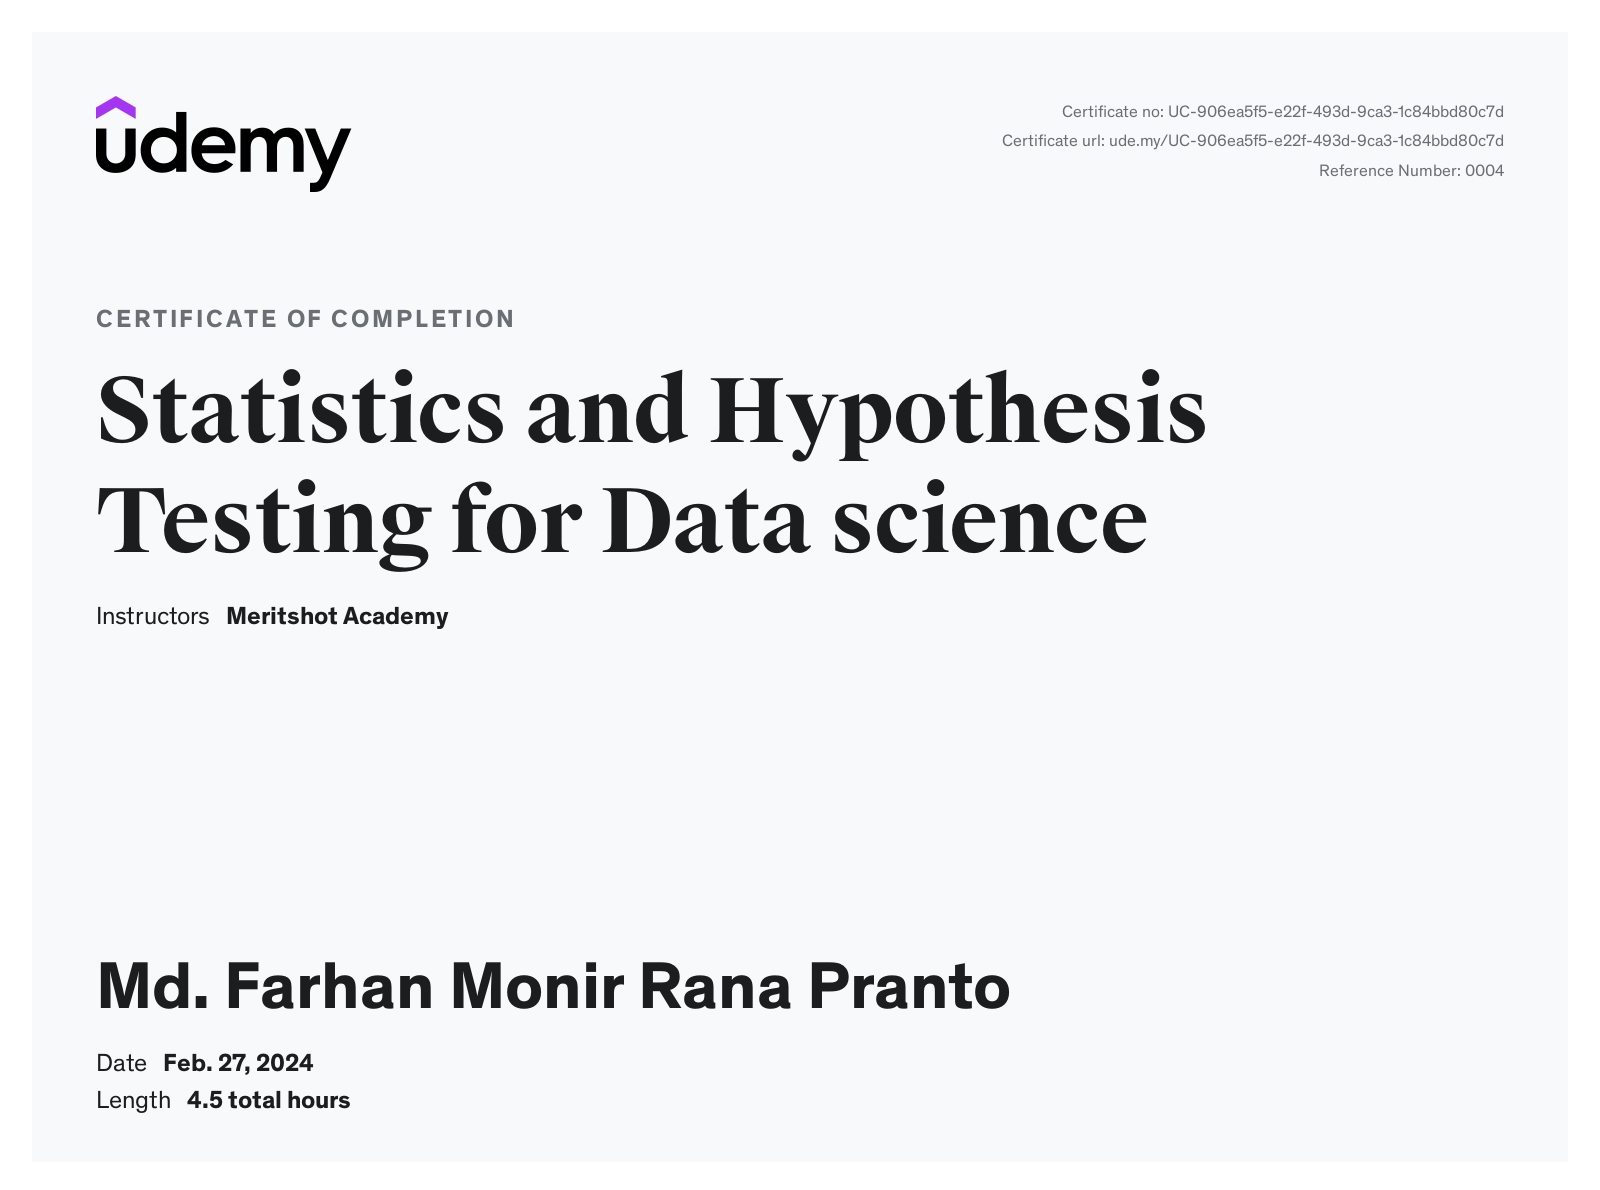 udemy
Certificate no: UC-906ea5f5-e22f-493d-9ca3-1c84bbd80c7d
Certificate url: ude.my/UC-906ea5f5-e22f-493d-9ca3-1c84bbd80c7d
Reference Number: 0004
CERTIFICATE OF COMPLETION
Statistics and Hypothesis
Testing for Data science
Instructors Meritshot Academy
Md. Farhan Monir Rana Pranto
Date Feb. 27, 2024
Length 4.5 total hours